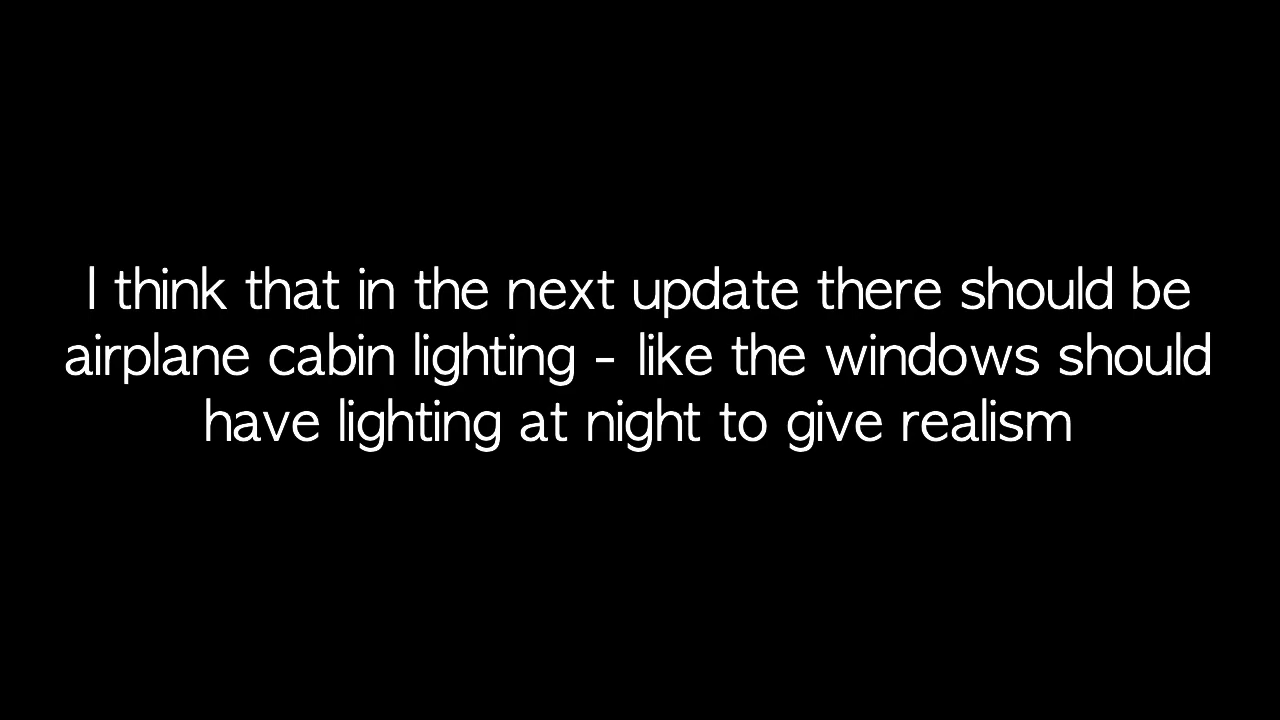 I think that in the next update there should be
airplane cabin lighting - like the windows should
have lighting at night to give realism